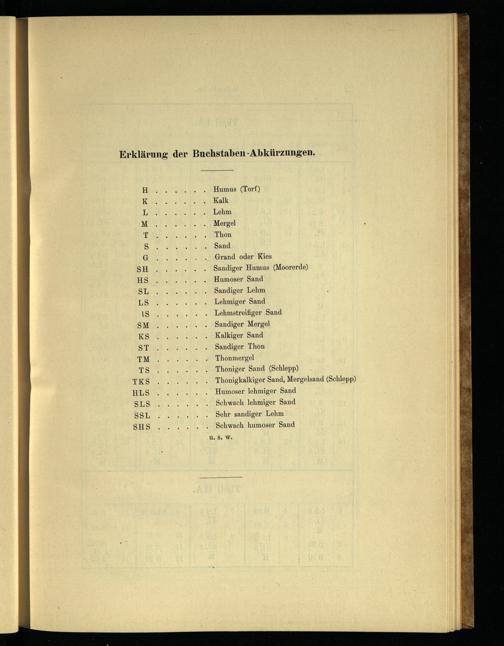 Erklärung der Buchstaben-Abkürzungen.
H . . . . . . Humus (Torf)
K . . . . . . Kalk
L . . . . . . Lehm
M . . . . . . Mergel
T . . . . . . Thon
S . . . . . . Sand
G . . . . . . Grand oder Kies
SH . . . . . . Sandiger Humus (Moorerde)
HS . . . . . . Humoser Sand
SL . . . . . . Sandiger Lehm
LS . . . . . . Lehmiger Sand
lS . . . . . . Lehmstreifiger Sand
SM . . . . . . Sandiger Mergel
KS . . . . . . Kalkiger Sand
ST . . . . . . Sandiger Thon
TM . . . . . . Thonmergel
TS . . . . . . Thoniger Sand (Schlepp)
TKS . . . . . . Thonigkalkiger Sand, Mergelsand (Schlepp)
HLS . . . . . . Humoser lehmiger Sand
SLS . . . . . . Schwach lehmiger Sand
SSL . . . . . . Sehr sandiger Lehm
SHS . . . . . . Schwach humoser Sand
u. s. w.